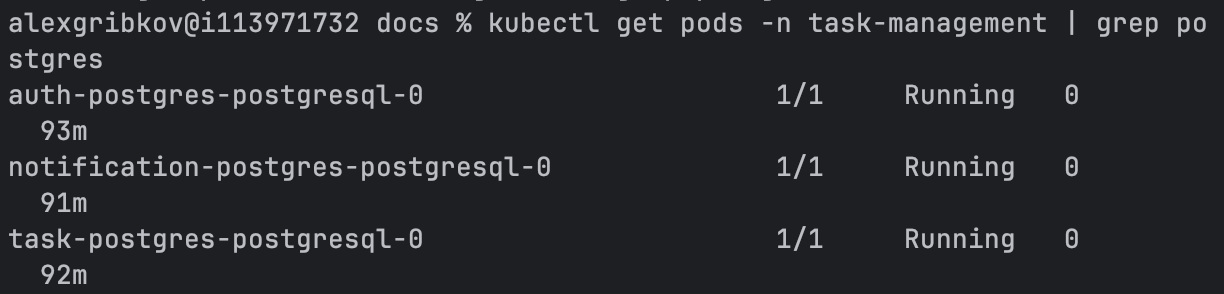 alexgribkov@i113971732 docs % kubectl get pods -n task-management | grep po
stgres
auth-postgres-postgresql-0                      1/1     Running   0
  93m
notification-postgres-postgresql-0              1/1     Running   0
  91m
task-postgres-postgresql-0                      1/1     Running   0
  92m